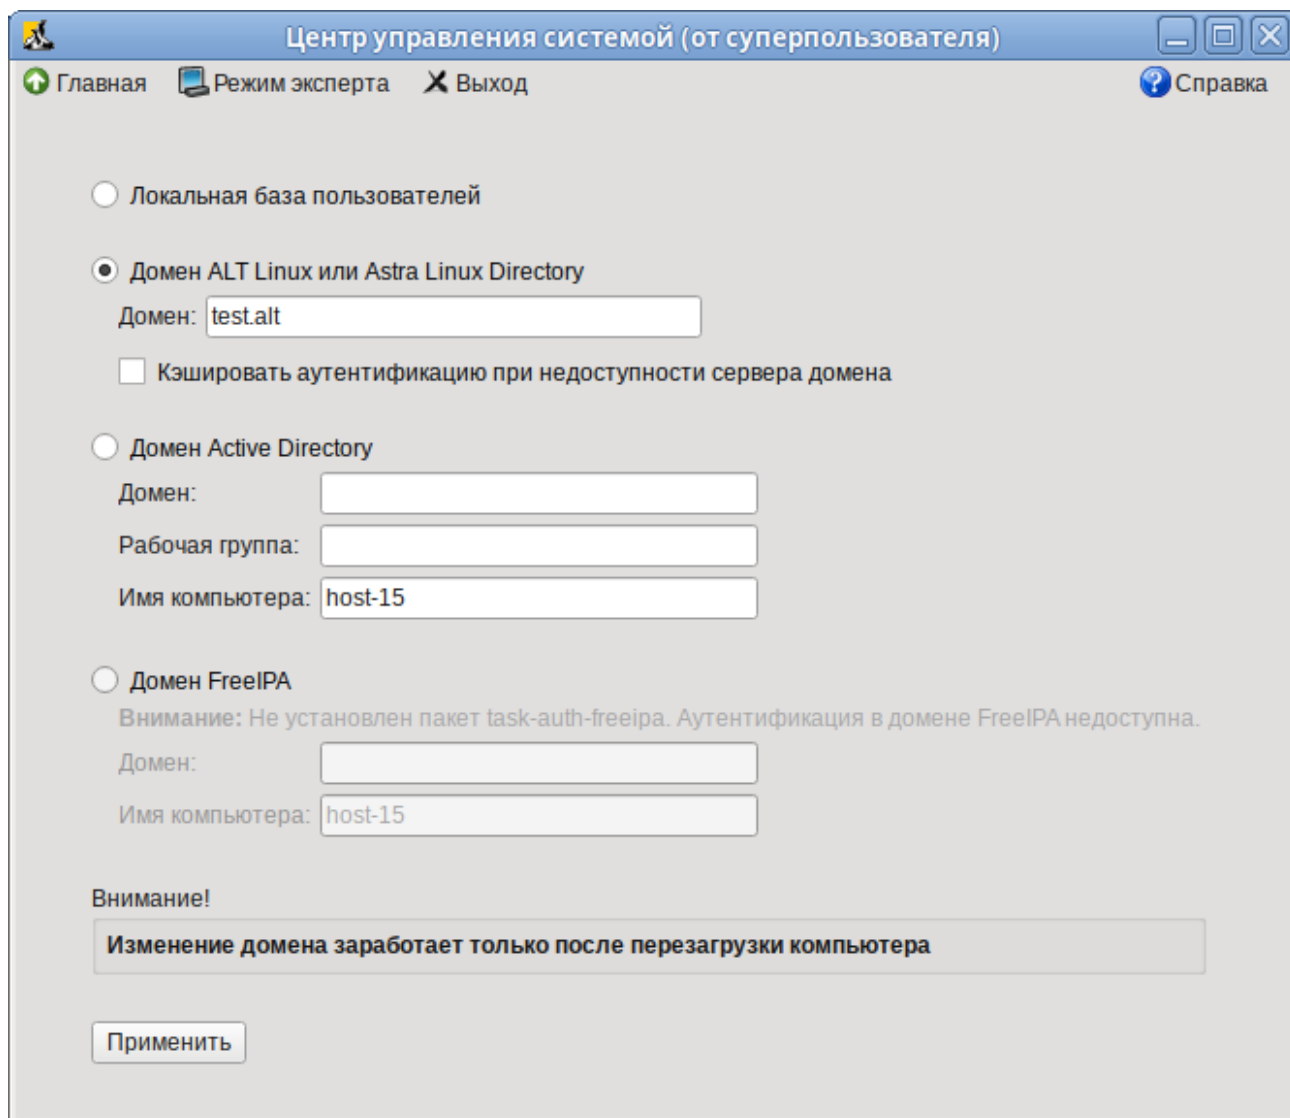 Центр управления системой (от суперпользователя)
Главная Режим эксперта Выход Справка
Локальная база пользователей
Домен ALT Linux или Astra Linux Directory
Домен: test.alt
Кэшировать аутентификацию при недоступности сервера домена
Домен Active Directory
Домен:
Рабочая группа:
Имя компьютера: host-15
Домен FreeIPA
Внимание: Не установлен пакет task-auth-freeipa. Аутентификация в домене FreeIPA недоступна.
Домен:
Имя компьютера: host-15
Внимание!
Изменение домена заработает только после перезагрузки компьютера
Применить